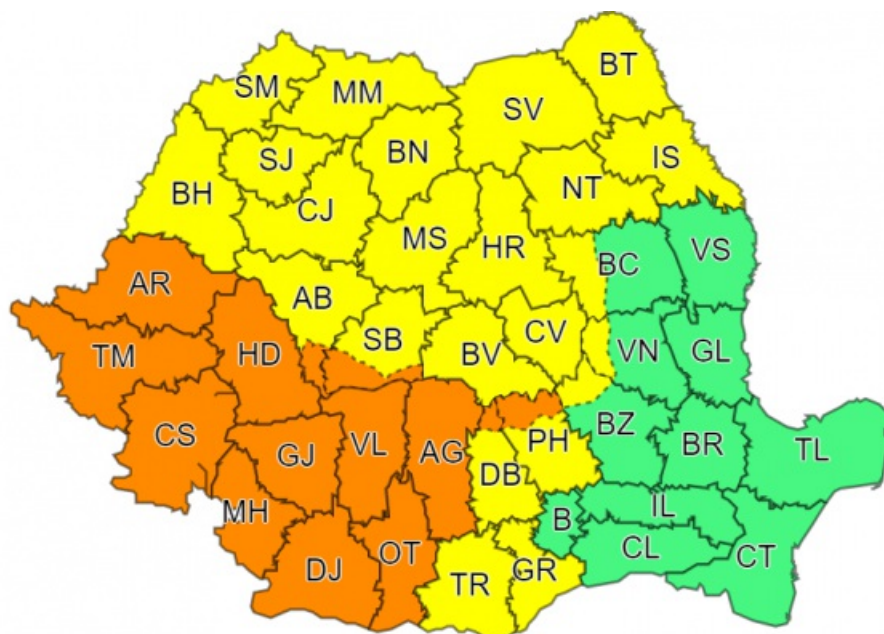 BT
SM
MM
SV
BN
SJ
IS
BH
NT
CJ
MS
HR
VS
BC
AR
AB
CV
SB
VN
GL
TM
HD
BV
CS
BZ
PH
BR
TL
GJ
VL
AG
DB
MH
B
IL
CL
OT
CT
DJ
TR
GR